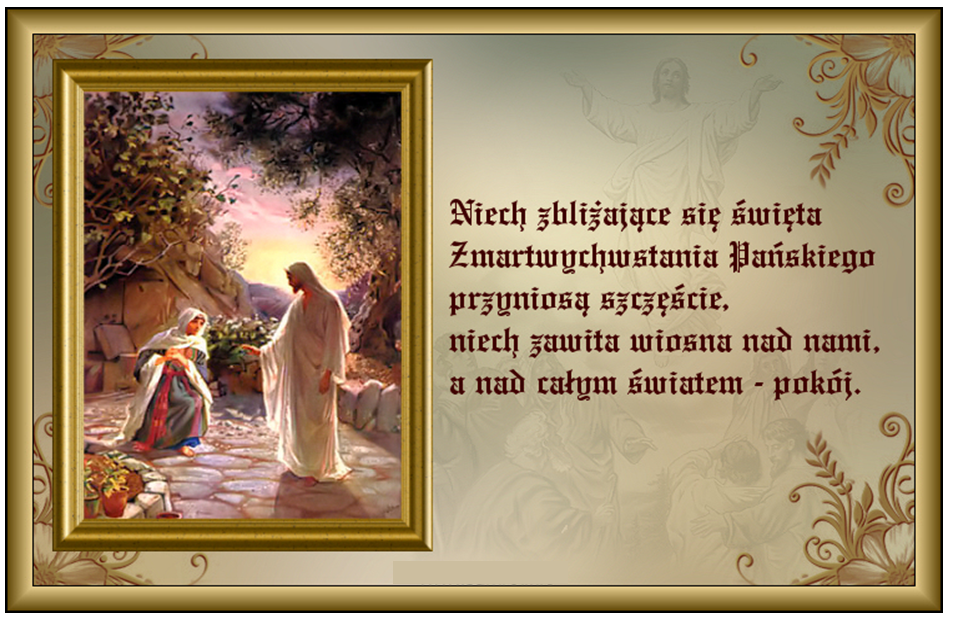 Niech zbliżające się święta
Zmartwychwstania Pańskiego
przyniosą szczęście,
niech zawita wiosna nad nami,
a nad całym światem - pokój.